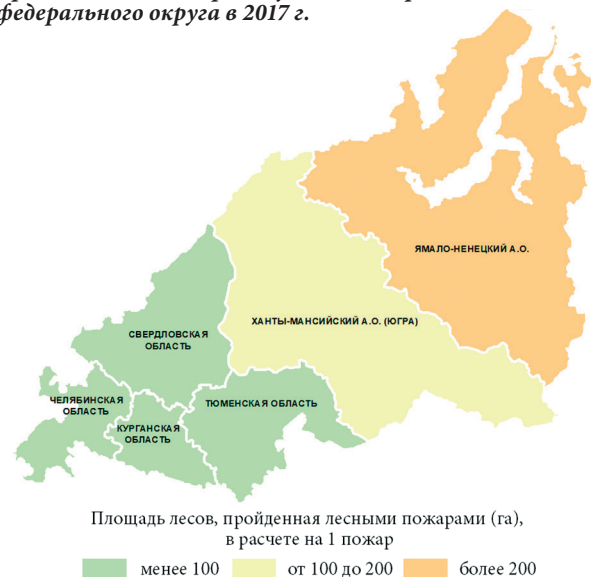 федерального округа в 2017 г.
ЯМАЛО-НЕНЕЦКИЙ А.О.
ХАНТЫ-МАНСИЙСКИЙ А.О. (ЮГРА)
СВЕРДЛОВСКАЯ
ОБЛАСТЬ
ЧЕЛЯБИНСКАЯ
ОБЛАСТЬ
ТЮМЕНСКАЯ ОБЛАСТЬ
КУРГАНСКАЯ
ОБЛАСТЬ
Площадь лесов, пройденная лесными пожарами (га),
в расчете на 1 пожар
менее 100 от 100 до 200 более 200